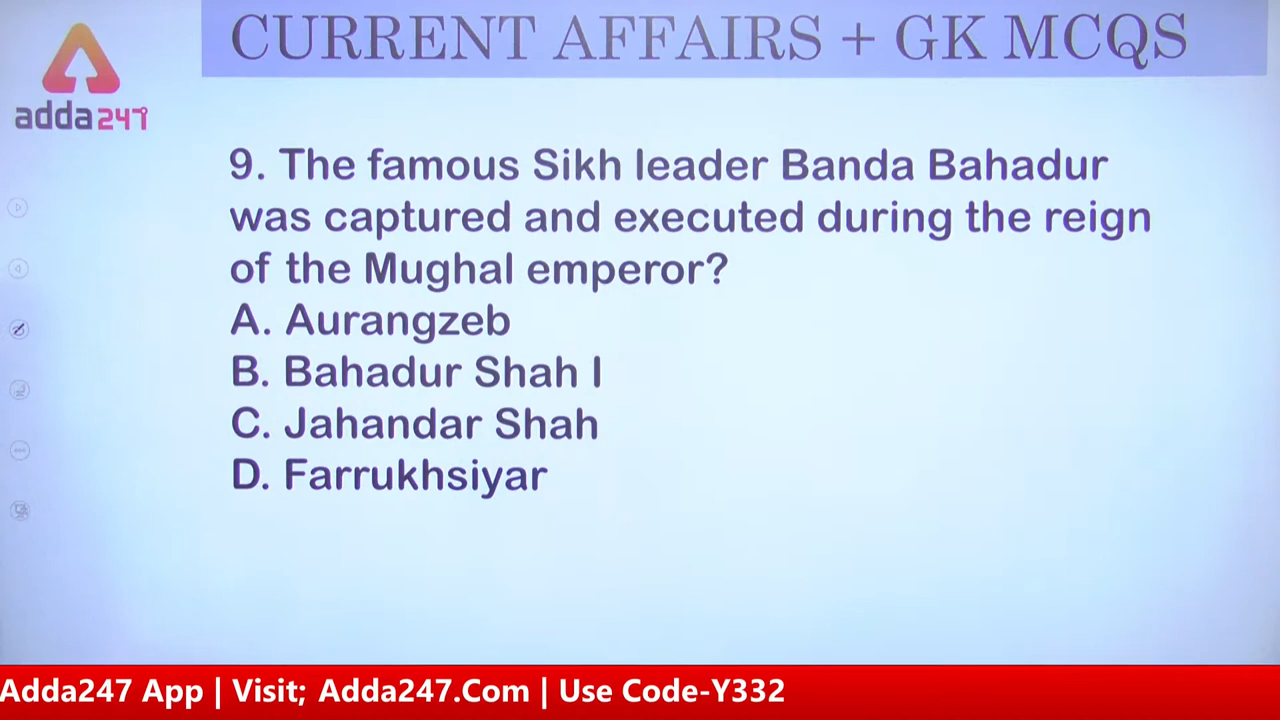 CURRENT AFFAIRS + GK MCQS
adda247
9. The famous Sikh leader Banda Bahadur
was captured and executed during the reign
of the Mughal emperor?
A. Aurangzeb
B. Bahadur Shah I
C. Jahandar Shah
D. Farrukhsiyar
Adda247 App | Visit; Adda247.Com | Use Code-Y332